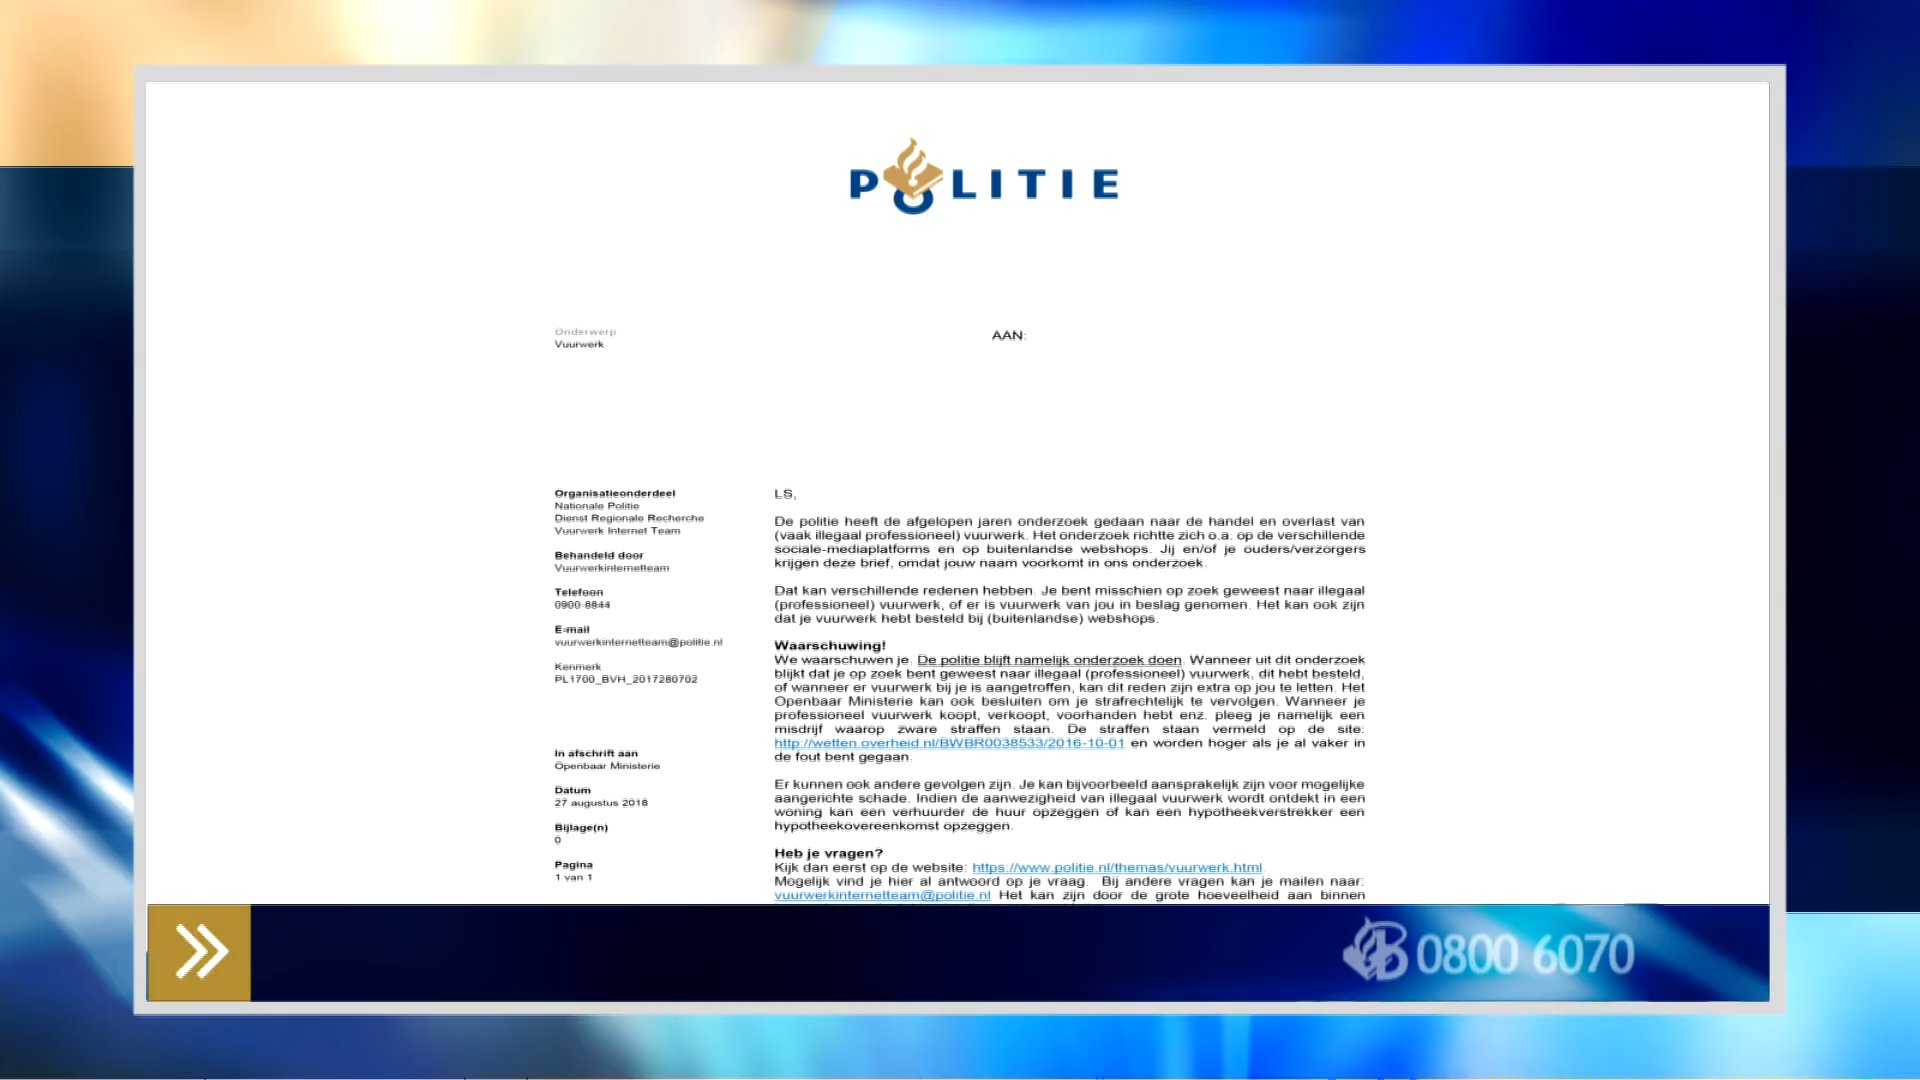 POLITIE
Onderwerp
Vuurwerk
AAN:
Organisatieonderdeel
Nationale Politie
Dienst Regionale Recherche
Vuurwerk Internet Team
Behandeld door
Vuurwerkinternetteam
Telefoon
0900-8844
E-mail
vuurwerkinternetteam@politie.nl
Kenmerk
PL1700_BVH_2017280702
In afschrift aan
Openbaar Ministerie
Datum
27 augustus 2018
Bijlage(n)
0
Pagina
1 van 1
LS,
De politie heeft de afgelopen jaren onderzoek gedaan naar de handel en overlast van
(vaak illegaal professioneel) vuurwerk. Het onderzoek richtte zich o.a. op de verschillende
sociale-mediaplatforms en op buitenlandse webshops. Jij en/of je ouders/verzorgers
krijgen deze brief, omdat jouw naam voorkomt in ons onderzoek.
Dat kan verschillende redenen hebben. Je bent misschien op zoek geweest naar illegaal
(professioneel) vuurwerk, of er is vuurwerk van jou in beslag genomen. Het kan ook zijn
dat je vuurwerk hebt besteld bij (buitenlandse) webshops.
Waarschuwing!
We waarschuwen je. De politie blijft namelijk onderzoek doen. Wanneer uit dit onderzoek
blijkt dat je op zoek bent geweest naar illegaal (professioneel) vuurwerk, dit hebt besteld,
of wanneer er vuurwerk bij je is aangetroffen, kan dit reden zijn extra op jou te letten. Het
Openbaar Ministerie kan ook besluiten om je strafrechtelijk te vervolgen. Wanneer je
professioneel vuurwerk koopt, verkoopt, voorhanden hebt enz. pleeg je namelijk een
misdrijf waarop zware straffen staan. De straffen staan vermeld op de site:
http://wetten.overheid.nl/BWBR0038533/2016-10-01 en worden hoger als je al vaker in
de fout bent gegaan.
Er kunnen ook andere gevolgen zijn. Je kan bijvoorbeeld aansprakelijk zijn voor mogelijke
aangerichte schade. Indien de aanwezigheid van illegaal vuurwerk wordt ontdekt in een
woning kan een verhuurder de huur opzeggen of kan een hypotheekverstrekker een
hypotheekovereenkomst opzeggen.
Heb je vragen?
Kijk dan eerst op de website: https://www.politie.nl/themas/vuurwerk.html.
Mogelijk vind je hier al antwoord op je vraag. Bij andere vragen kan je mailen naar:
vuurwerkinternetteam@politie.nl Het kan zijn door de grote hoeveelheid aan binnen
0800 6070